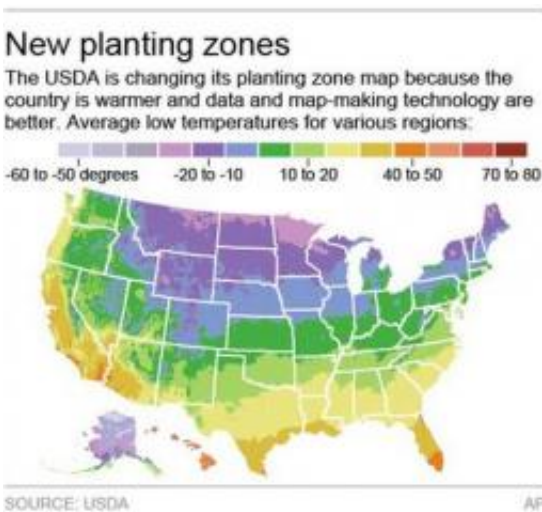 New planting zones
The USDA is changing its planting zone map because the
country is warmer and data and map-making technology are
better. Average low temperatures for various regions:
-60 to -50 degrees -20 to -10 10 to 20 40 to 50 70 to 80
SOURCE: USDA AP